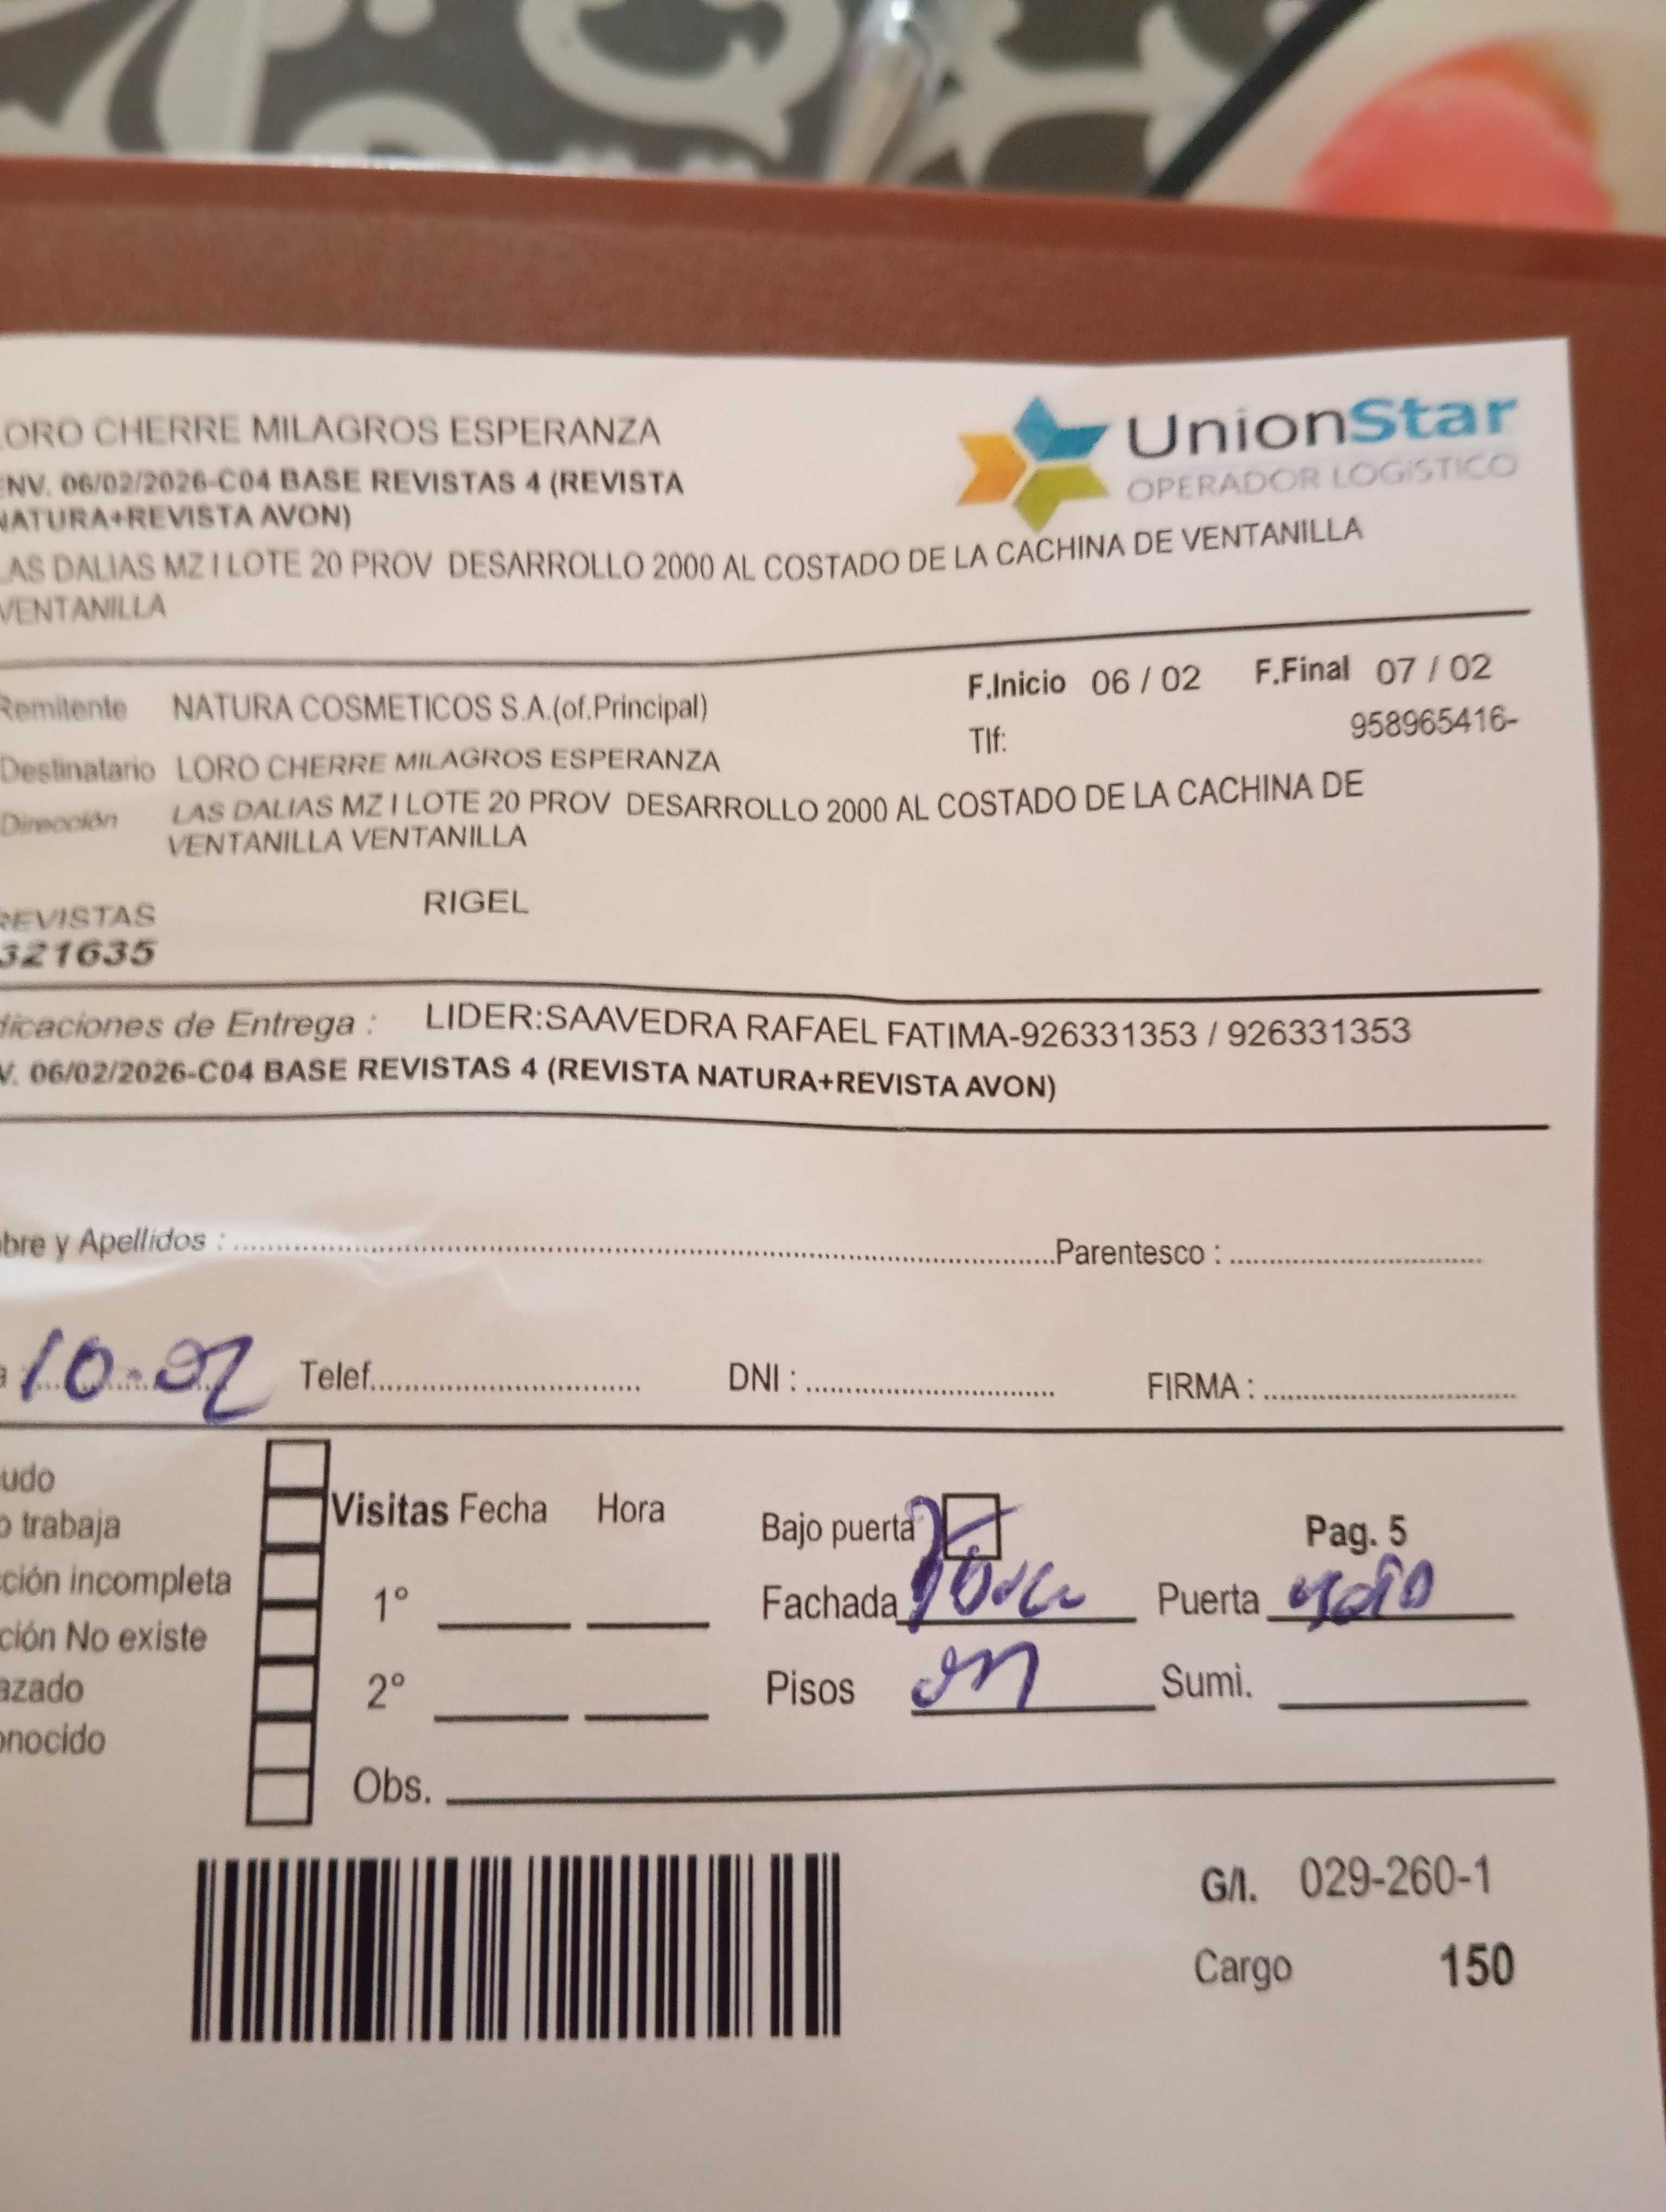 LORO CHERRE MILAGROS ESPERANZA
UnionStar
OPERADOR LOGISTICO
ENV. 06/02/2026-C04 BASE REVISTAS 4 (REVISTA
NATURA+REVISTA AVON)
LAS DALIAS MZ I LOTE 20 PROV DESARROLLO 2000 AL COSTADO DE LA CACHINA DE VENTANILLA
VENTANILLA
Remitente NATURA COSMETICOS S.A.(of.Principal) F.Inicio 06 / 02 F.Final 07 / 02
Tlf: 958965416-
Destinatario LORO CHERRE MILAGROS ESPERANZA
Dirección LAS DALIAS MZ I LOTE 20 PROV DESARROLLO 2000 AL COSTADO DE LA CACHINA DE
VENTANILLA VENTANILLA
REVISTAS RIGEL
321635
dicaciones de Entrega : LIDER:SAAVEDRA RAFAEL FATIMA-926331353 / 926331353
V. 06/02/2026-C04 BASE REVISTAS 4 (REVISTA NATURA+REVISTA AVON)
bre y Apellidos : Parentesco :
a 10-02 Telef. DNI : FIRMA :
udo
o trabaja Visitas Fecha Hora Bajo puerta Pag. 5
ción incompleta 1° Fachada Puerta
ción No existe
azado 2° Pisos Sumi.
onocido
Obs.
G/I. 029-260-1
Cargo 150